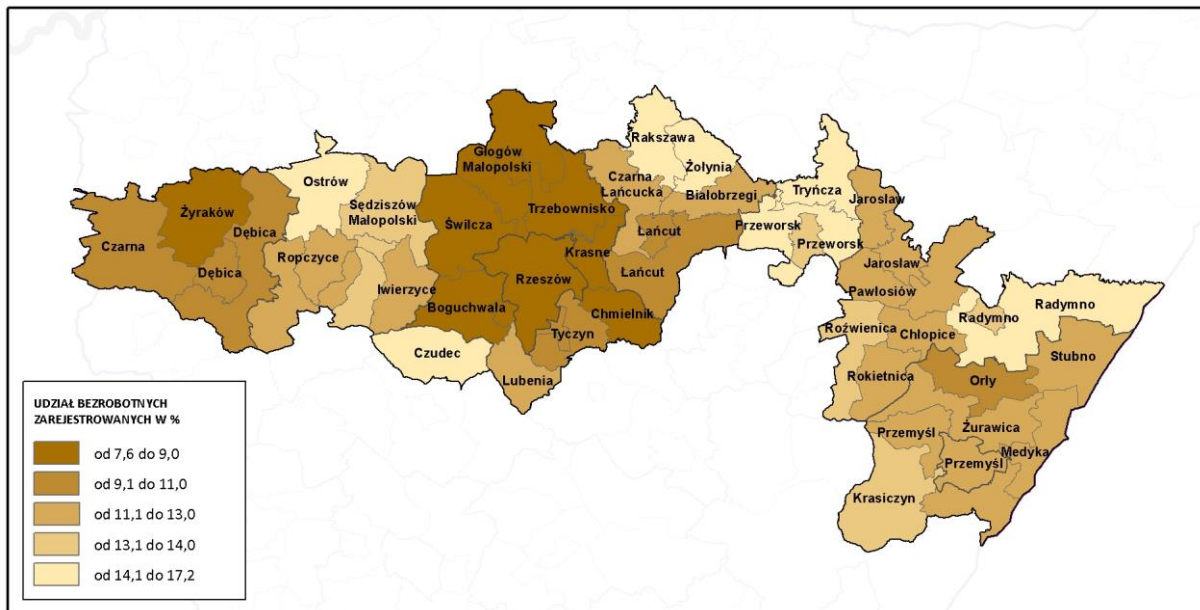 Rakszawa
Głogów
Małopolski
Żołynia
Czarna
Łańcucka
Ostrów
Białobrzegi
Tryńcza
Jarosław
Sędziszów
Małopolski
Trzebownisko
Żyraków
Świlcza
Przeworsk
Dębica
Łańcut
Czarna
Przeworsk
Krasne
Ropczyce
Jarosław
Dębica
Łańcut
Rzeszów
Iwierzyce
Pawłosiów
Boguchwała
Chmielnik
Radymno
Radymno
Roźwienica
Chłopice
Tyczyn
Czudec
Stubno
Lubenia
Rokietnica
Orły
Żurawica
Przemyśl
Medyka
Przemyśl
Krasiczyn
UDZIAŁ BEZROBOTNYCH
ZAREJESTROWANYCH W %
od 7,6 do 9,0
od 9,1 do 11,0
od 11,1 do 13,0
od 13,1 do 14,0
od 14,1 do 17,2